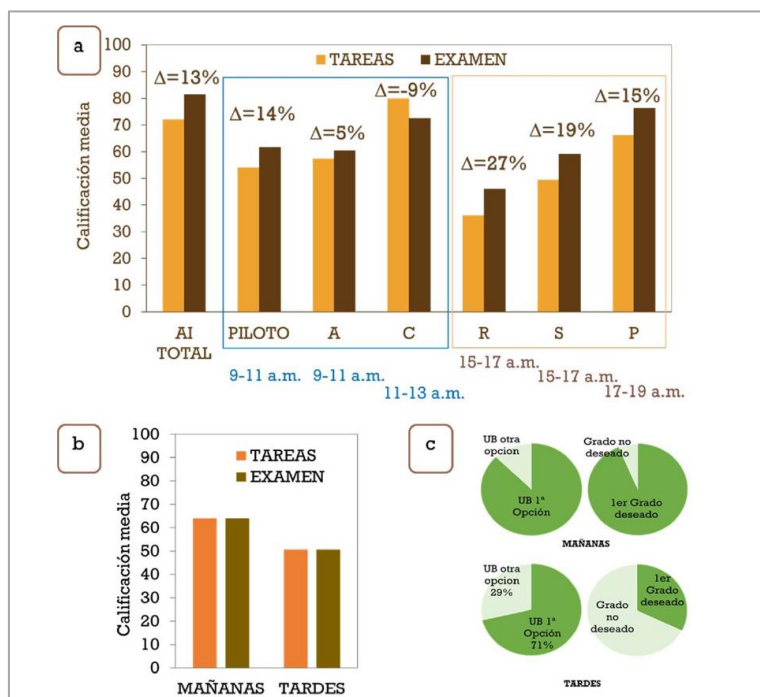 a
TAREAS EXAMEN
Calificación media
100
90
80
70
60
50
40
30
20
10
0
Δ=13%
Δ=14%
Δ=5%
Δ=-9%
Δ=27%
Δ=19%
Δ=15%
AI TOTAL
PILOTO
A
C
R
S
P
9-11 a.m.
9-11 a.m.
11-13 a.m.
15-17 a.m.
15-17 a.m.
17-19 a.m.
b
TAREAS
EXAMEN
Calificación media
100
90
80
70
60
50
40
30
20
10
0
MAÑANAS
TARDES
c
UB otra
opcion
UB 1ª
Opción
Grado no
deseado
1er Grado
deseado
MAÑANAS
UB otra
opcion
29%
UB 1ª
Opción
71%
Grado no
deseado
1er
Grado
deseado
TARDES